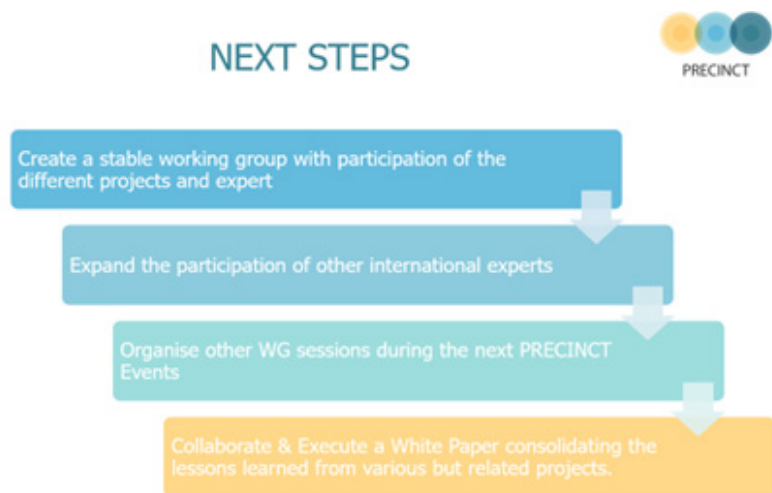 NEXT STEPS
PRECINCT
Create a stable working group with participation of the
different projects and expert
Expand the participation of other international experts
Organise other WG sessions during the next PRECINCT
Events
Collaborate & Execute a White Paper consolidating the
lessons learned from various but related projects.